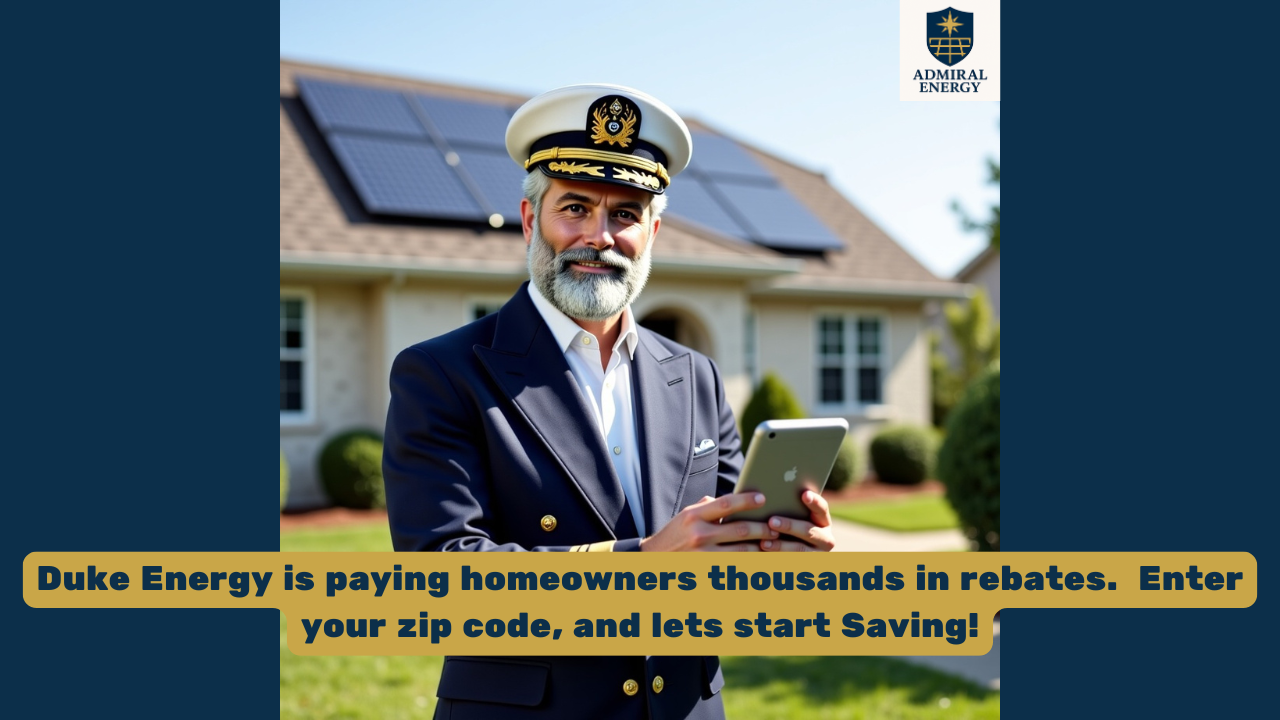 ADMIRAL
ENERGY
Duke Energy is paying homeowners thousands in rebates.  Enter
your zip code, and lets start Saving!